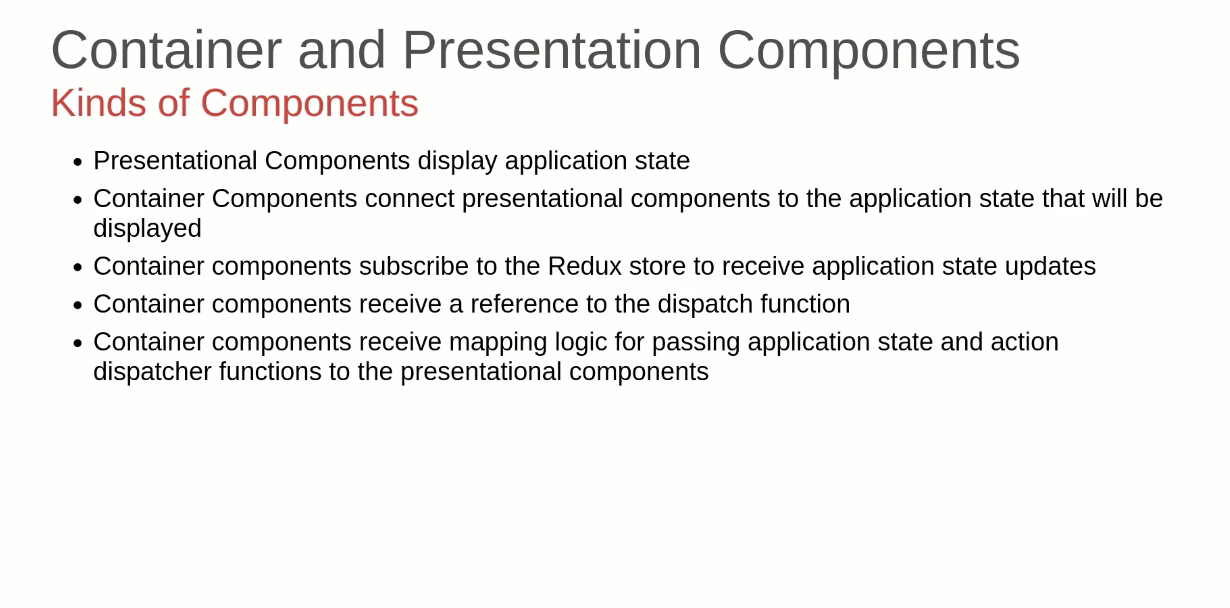 Container and Presentation Components
Kinds of Components
• Presentational Components display application state
• Container Components connect presentational components to the application state that will be
displayed
• Container components subscribe to the Redux store to receive application state updates
• Container components receive a reference to the dispatch function
• Container components receive mapping logic for passing application state and action
dispatcher functions to the presentational components